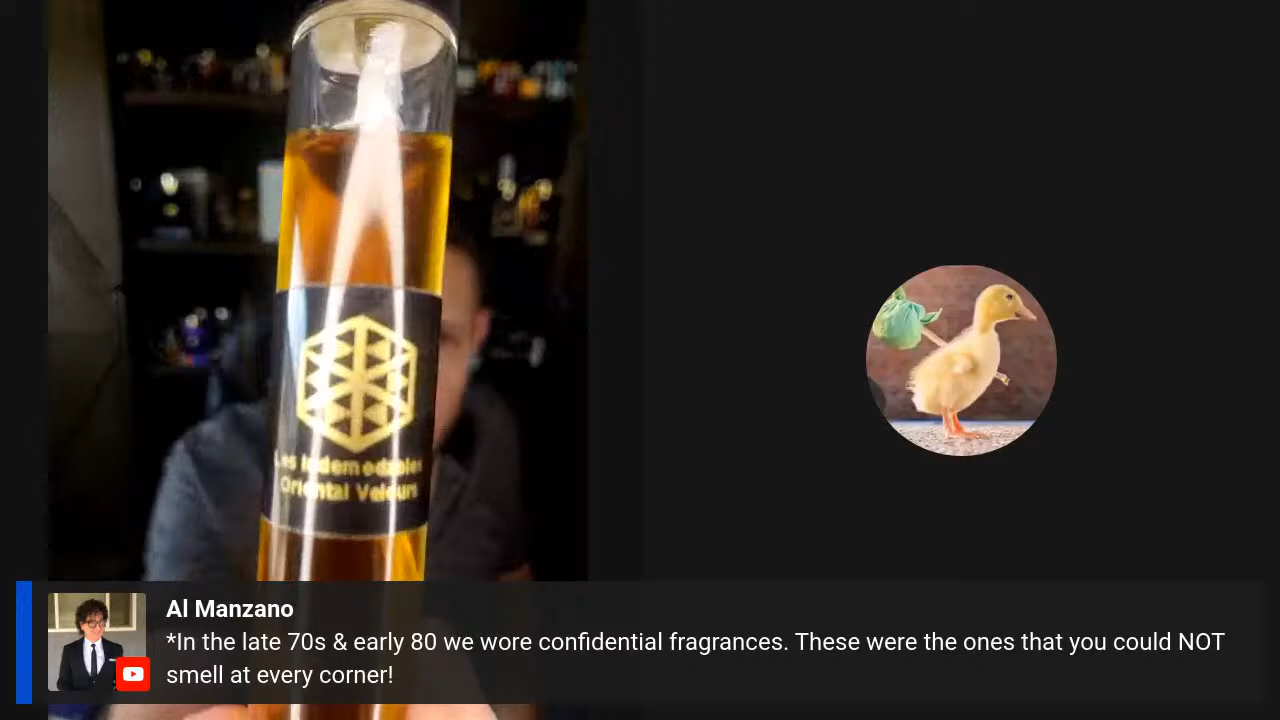 Les Indemodables
Oriental Velours
Al Manzano
*In the late 70s & early 80 we wore confidential fragrances. These were the ones that you could NOT
smell at every corner!